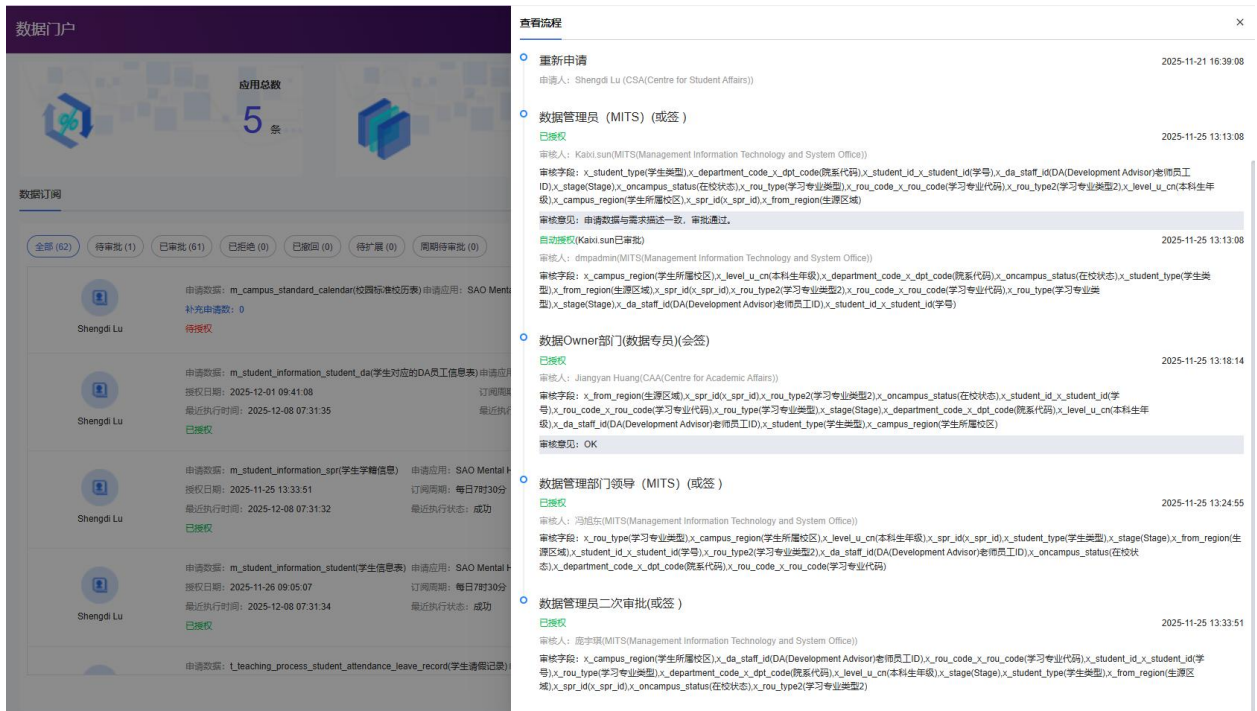 数据门户
应用总数
5 条
数据订阅
全部 (62) 待审批 (1) 已审批 (61) 已拒绝 (0) 已撤回 (0) 待扩展 (0) 周期待审批 (0)
Shengdi Lu
申请数据：m_campus_standard_calendar(校园标准校历表) 申请应用：SAO Menta
补充申请数：0
待授权
Shengdi Lu
申请数据：m_student_information_student_da(学生对应的DA员工信息表) 申请应
授权日期：2025-12-01 09:41:08 订阅周
最近执行时间：2025-12-08 07:31:35 最近执
已授权
Shengdi Lu
申请数据：m_student_information_spr(学生学籍信息) 申请应用：SAO Mental H
授权日期：2025-11-25 13:33:51 订阅周期：每日7时30分
最近执行时间：2025-12-08 07:31:32 最近执行状态：成功
已授权
Shengdi Lu
申请数据：m_student_information_student(学生信息表) 申请应用：SAO Mental H
授权日期：2025-11-26 09:05:07 订阅周期：每日7时30分
最近执行时间：2025-12-08 07:31:34 最近执行状态：成功
已授权
申请数据：t_teaching_process_student_attendance_leave_record(学生请假记录)
查看流程 ×
重新申请 2025-11-21 16:39:08
申请人：Shengdi Lu (CSA(Centre for Student Affairs))
数据管理员（MITS）(或签 )
已授权 2025-11-25 13:13:08
审核人：Kaixi.sun(MITS(Management Information Technology and System Office))
审核字段：x_student_type(学生类型),x_department_code_x_dpt_code(院系代码),x_student_id_x_student_id(学号),x_da_staff_id(DA(Development Advisor)老师员工
ID),x_stage(Stage),x_oncampus_status(在校状态),x_rou_type(学习专业类型),x_rou_code_x_rou_code(学习专业代码),x_rou_type2(学习专业类型2),x_level_u_cn(本科生年
级),x_campus_region(学生所属校区),x_spr_id(x_spr_id),x_from_region(生源区域)
审核意见：申请数据与需求描述一致，审批通过。
自动授权(Kaixi.sun已审批) 2025-11-25 13:13:08
审核人：dmpadmin(MITS(Management Information Technology and System Office))
审核字段：x_campus_region(学生所属校区),x_level_u_cn(本科生年级),x_department_code_x_dpt_code(院系代码),x_oncampus_status(在校状态),x_student_type(学生类
型),x_from_region(生源区域),x_spr_id(x_spr_id),x_rou_type2(学习专业类型2),x_rou_code_x_rou_code(学习专业代码),x_rou_type(学习专业类
型),x_stage(Stage),x_da_staff_id(DA(Development Advisor)老师员工ID),x_student_id_x_student_id(学号)
数据Owner部门(数据专员)(会签)
已授权 2025-11-25 13:18:14
审核人：Jiangyan Huang(CAA(Centre for Academic Affairs))
审核字段：x_from_region(生源区域),x_spr_id(x_spr_id),x_rou_type2(学习专业类型2),x_oncampus_status(在校状态),x_student_id_x_student_id(学
号),x_rou_code_x_rou_code(学习专业代码),x_rou_type(学习专业类型),x_stage(Stage),x_department_code_x_dpt_code(院系代码),x_level_u_cn(本科生年
级),x_da_staff_id(DA(Development Advisor)老师员工ID),x_student_type(学生类型),x_campus_region(学生所属校区)
审核意见：OK
数据管理部门领导（MITS）(或签 )
已授权 2025-11-25 13:24:55
审核人：冯旭东(MITS(Management Information Technology and System Office))
审核字段：x_rou_type(学习专业类型),x_campus_region(学生所属校区),x_level_u_cn(本科生年级),x_spr_id(x_spr_id),x_student_type(学生类型),x_stage(Stage),x_from_region(生
源区域),x_student_id_x_student_id(学号),x_rou_type2(学习专业类型2),x_da_staff_id(DA(Development Advisor)老师员工ID),x_oncampus_status(在校状
态),x_department_code_x_dpt_code(院系代码),x_rou_code_x_rou_code(学习专业代码)
数据管理员二次审批(或签 )
已授权 2025-11-25 13:33:51
审核人：庞宇琪(MITS(Management Information Technology and System Office))
审核字段：x_campus_region(学生所属校区),x_da_staff_id(DA(Development Advisor)老师员工ID),x_rou_code_x_rou_code(学习专业代码),x_student_id_x_student_id(学
号),x_rou_type(学习专业类型),x_department_code_x_dpt_code(院系代码),x_level_u_cn(本科生年级),x_stage(Stage),x_student_type(学生类型),x_from_region(生源区
域),x_spr_id(x_spr_id),x_oncampus_status(在校状态),x_rou_type2(学习专业类型2)